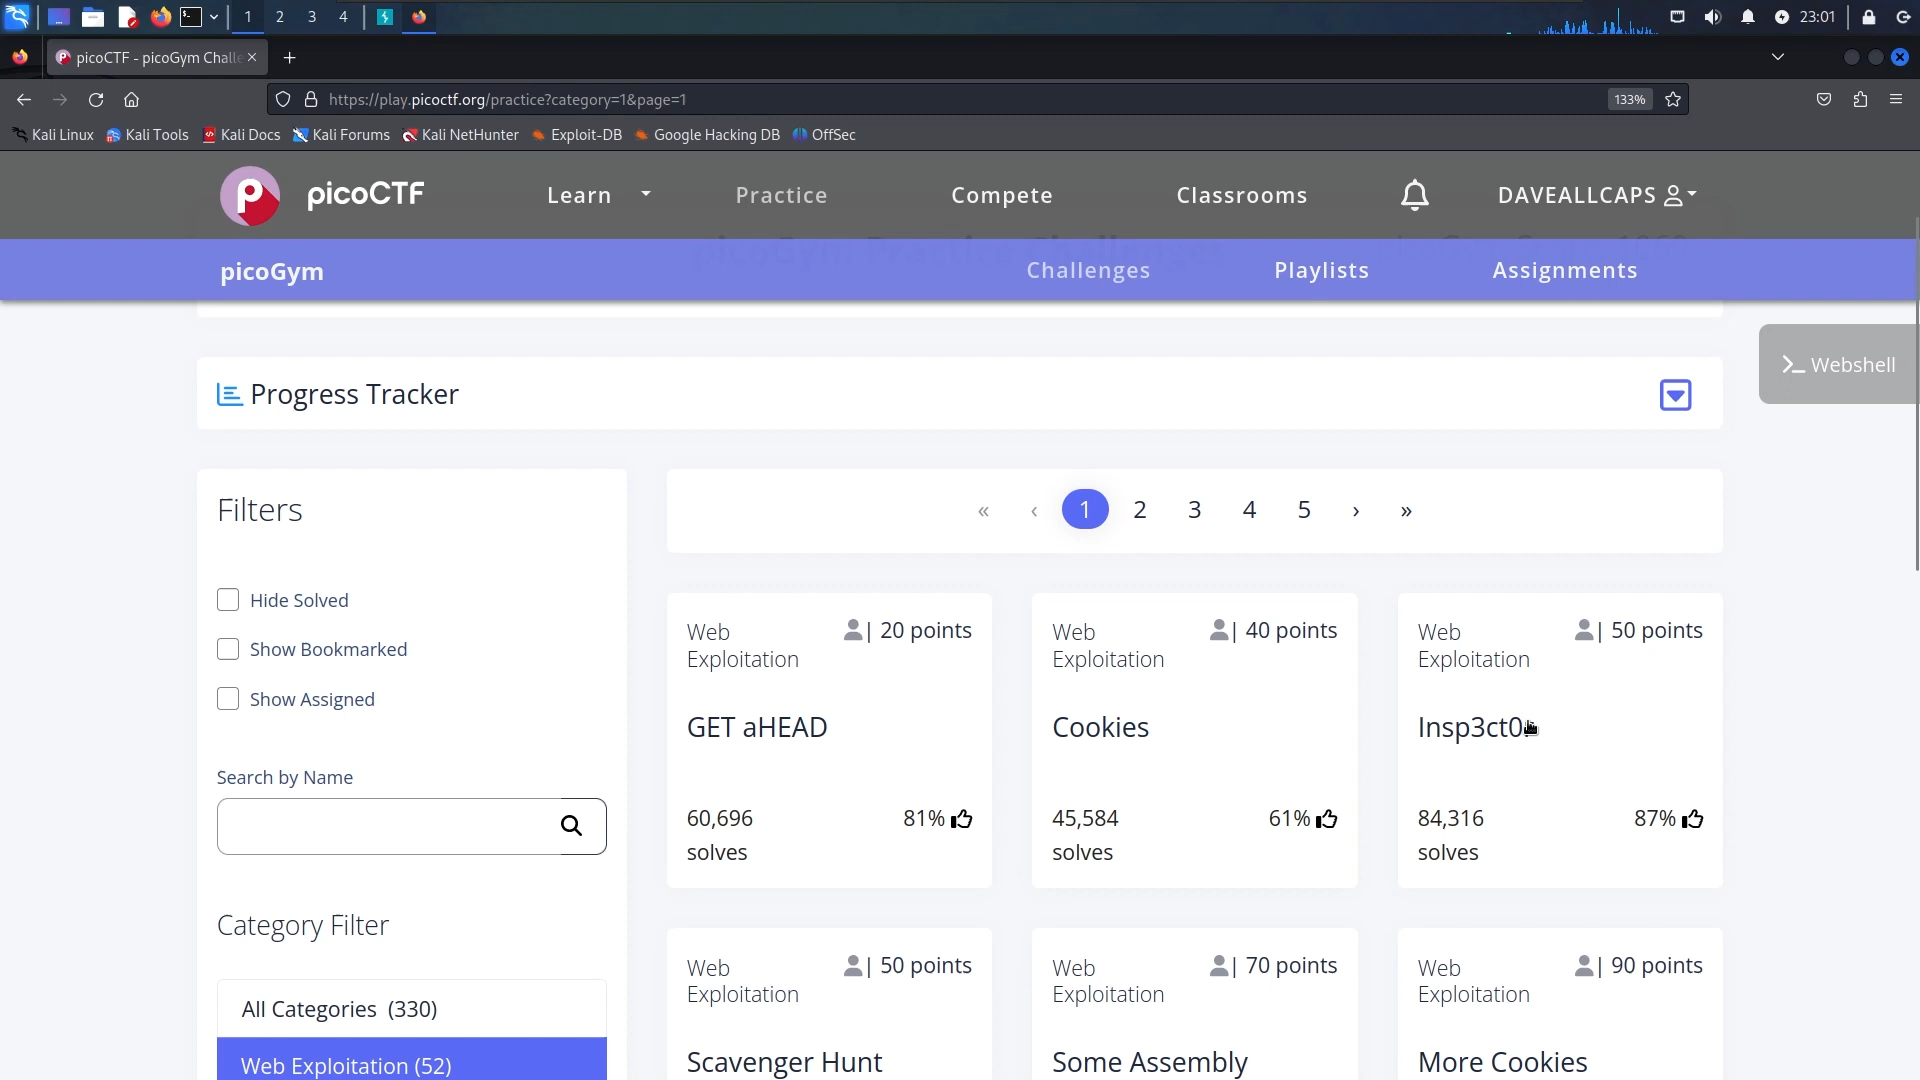 1 2 3 4 23:01
picoCTF - picoGym Challe
https://play.picoctf.org/practice?category=1&page=1 133%
Kali Linux Kali Tools Kali Docs Kali Forums Kali NetHunter Exploit-DB Google Hacking DB OffSec
picoCTF Learn Practice Compete Classrooms DAVEALLCAPS
picoGym Challenges Playlists Assignments
>_ Webshell
Progress Tracker
Filters
Hide Solved
Show Bookmarked
Show Assigned
Search by Name
Category Filter
All Categories (330)
Web Exploitation (52)
« ‹ 1 2 3 4 5 › »
Web Exploitation
| 20 points
GET aHEAD
60,696 solves
81%
Web Exploitation
| 40 points
Cookies
45,584 solves
61%
Web Exploitation
| 50 points
Insp3ct0
84,316 solves
87%
Web Exploitation
| 50 points
Scavenger Hunt
Web Exploitation
| 70 points
Some Assembly
Web Exploitation
| 90 points
More Cookies